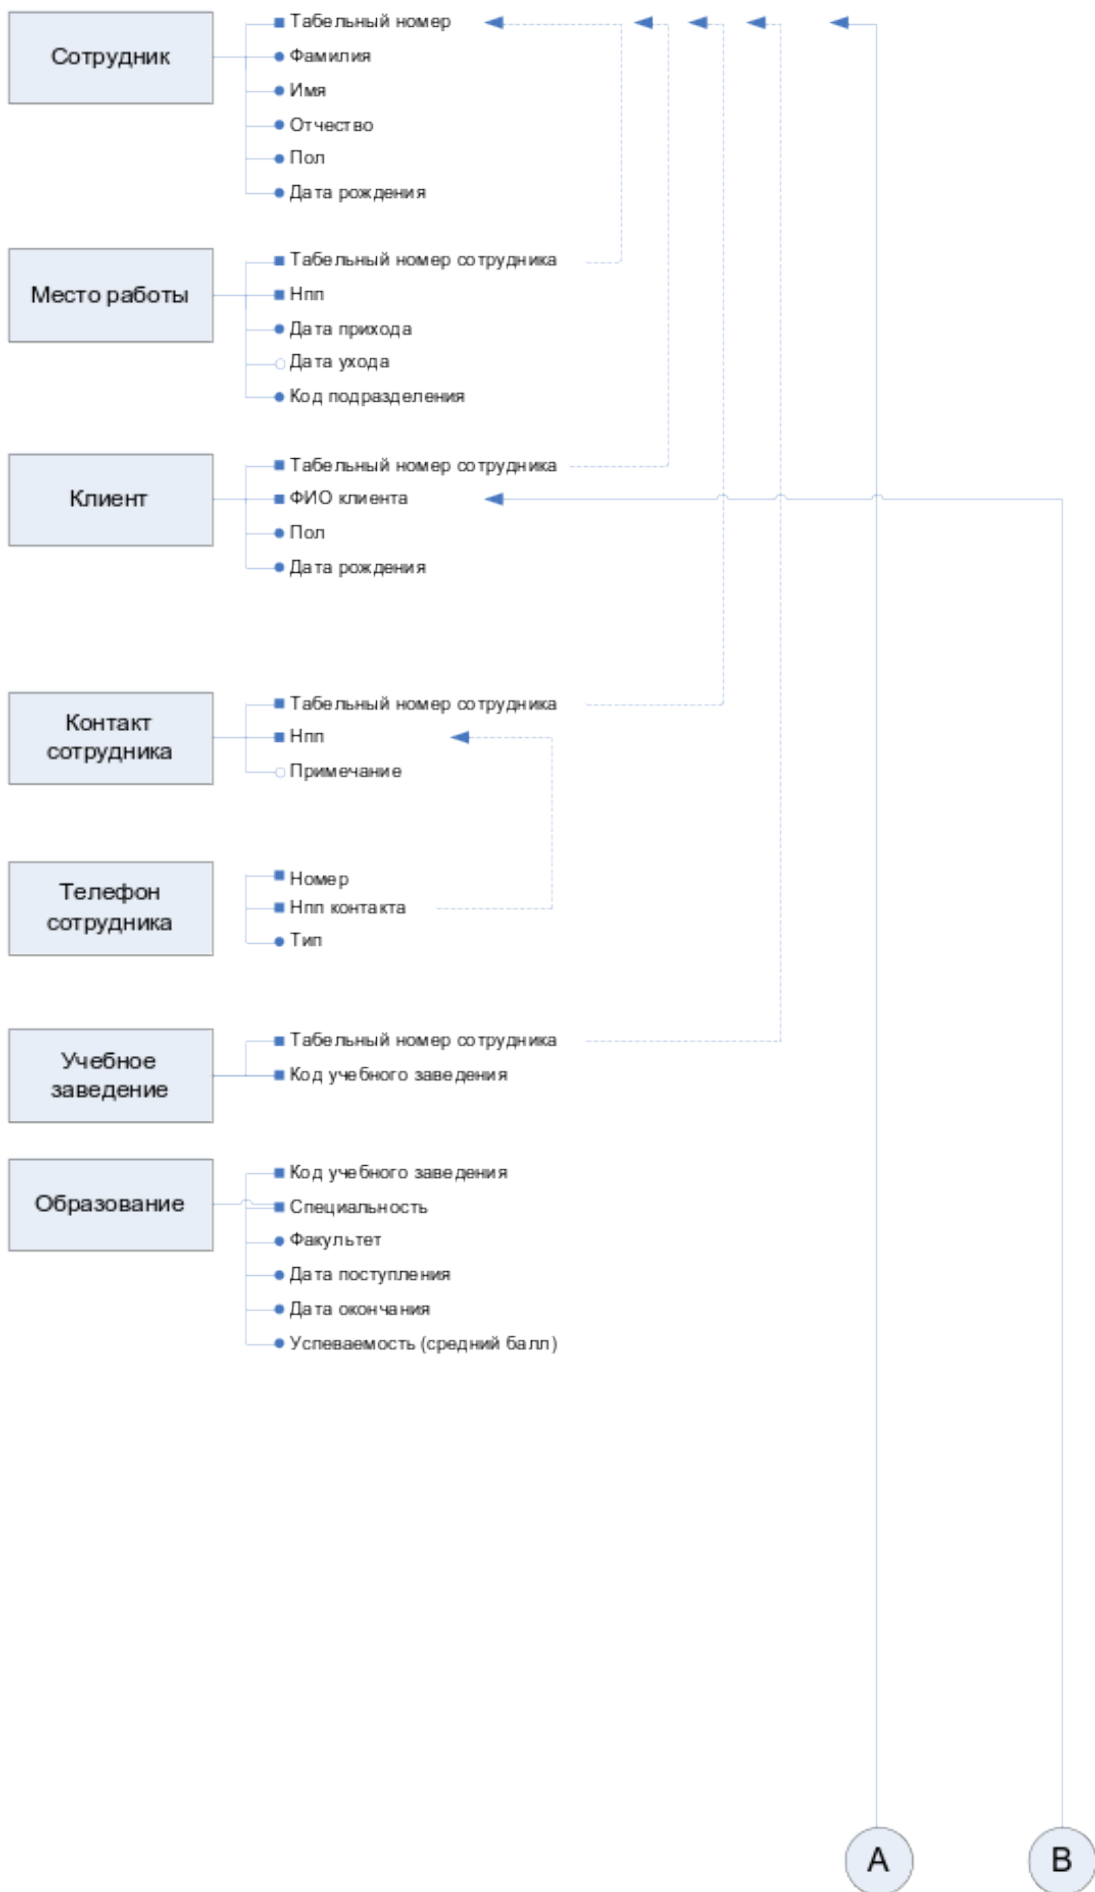 Сотрудник
Табельный номер
Фамилия
Имя
Отчество
Пол
Дата рождения
Место работы
Табельный номер сотрудника
Нпп
Дата прихода
Дата ухода
Код подразделения
Клиент
Табельный номер сотрудника
ФИО клиента
Пол
Дата рождения
Контакт
сотрудника
Табельный номер сотрудника
Нпп
Примечание
Телефон
сотрудника
Номер
Нпп контакта
Тип
Учебное
заведение
Табельный номер сотрудника
Код учебного заведения
Образование
Код учебного заведения
Специальность
Факультет
Дата поступления
Дата окончания
Успеваемость (средний балл)
A
B